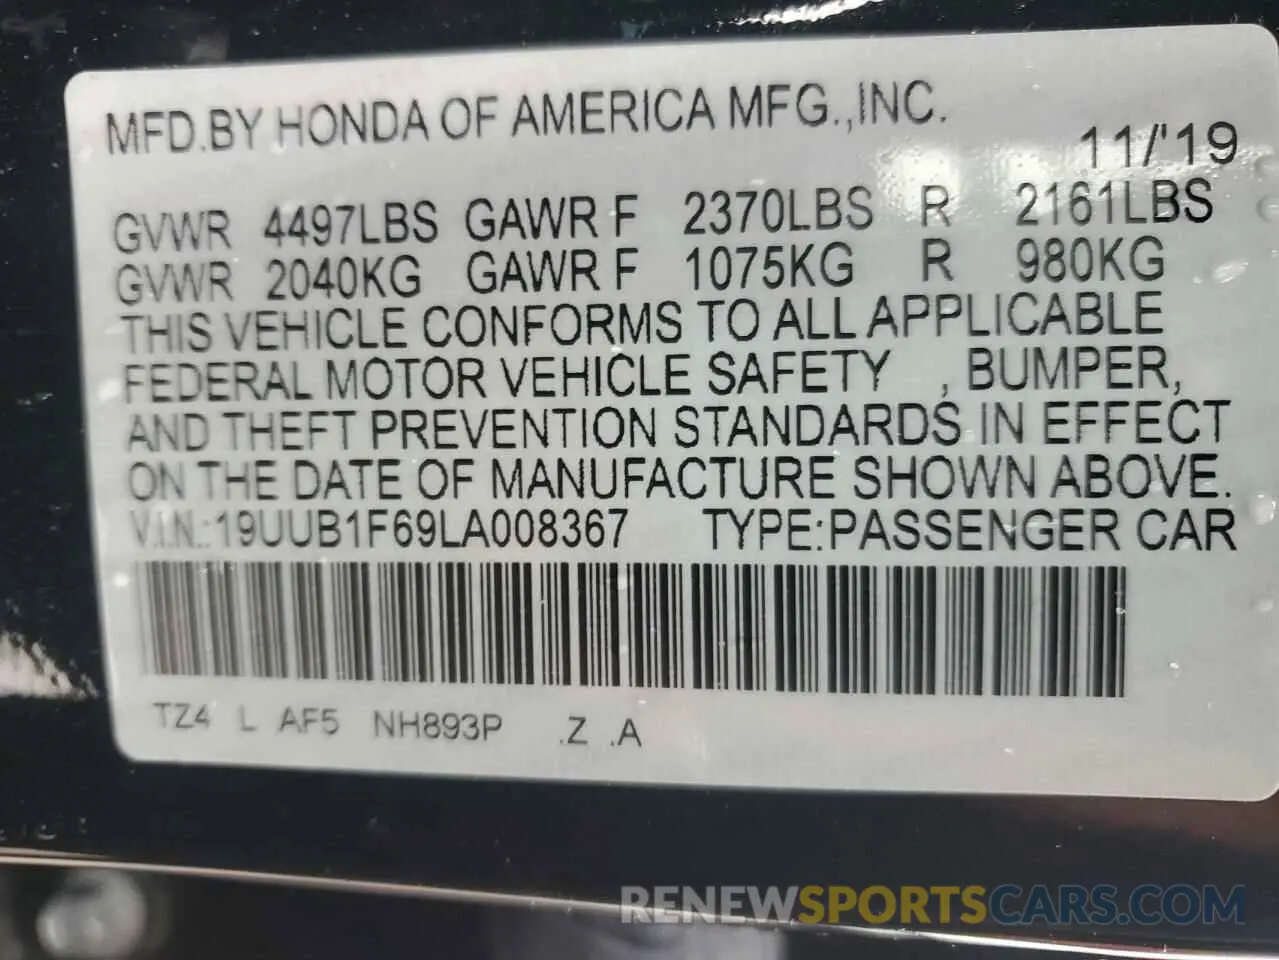 MFD.BY HONDA OF AMERICA MFG.,INC.
11/'19
GVWR 4497LBS GAWR F 2370LBS R 2161LBS
GVWR 2040KG GAWR F 1075KG R 980KG
THIS VEHICLE CONFORMS TO ALL APPLICABLE
FEDERAL MOTOR VEHICLE SAFETY , BUMPER,
AND THEFT PREVENTION STANDARDS IN EFFECT
ON THE DATE OF MANUFACTURE SHOWN ABOVE.
V.I.N.:19UUB1F69LA008367 TYPE:PASSENGER CAR
TZ4 L AF5 NH893P .Z .A
RENEWSPORTSCARS.COM